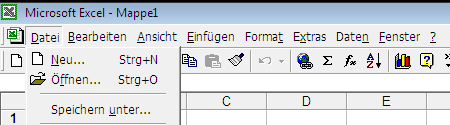 Microsoft Excel - Mappe1
Datei Bearbeiten Ansicht Einfügen Format Extras Daten Fenster ?
Neu... Strg+N
Öffnen... Strg+O
Speichern unter...
C D E
1